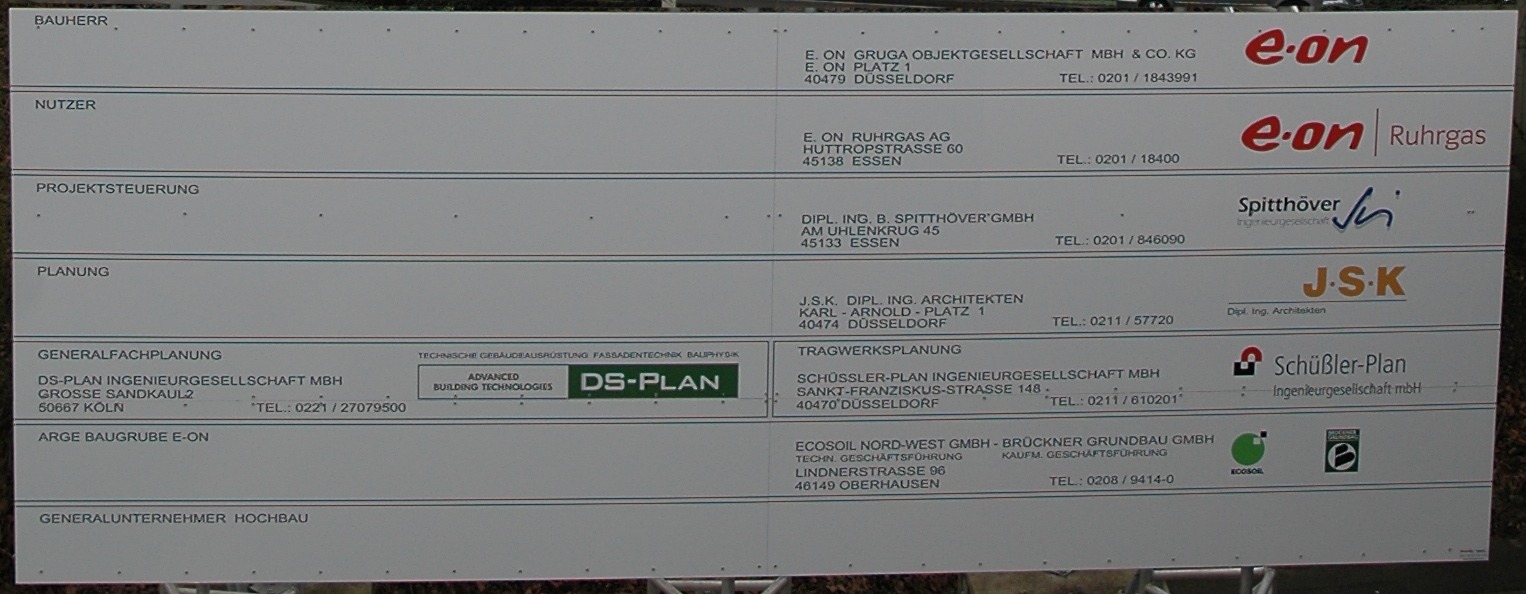 BAUHERR
E. ON GRUGA OBJEKTGESELLSCHAFT MBH & CO. KG
E. ON PLATZ 1
40479 DÜSSELDORF TEL.: 0201 / 1843991
e·on
NUTZER
E. ON RUHRGAS AG
HUTTROPSTRASSE 60
45138 ESSEN TEL.: 0201 / 18400
e·on | Ruhrgas
PROJEKTSTEUERUNG
DIPL. ING. B. SPITTHÖVER GMBH
AM UHLENKRUG 45
45133 ESSEN TEL.: 0201 / 846090
Spitthöver
Ingenieurgesellschaft
PLANUNG
J.S.K. DIPL. ING. ARCHITEKTEN
KARL - ARNOLD - PLATZ 1
40474 DÜSSELDORF TEL.: 0211 / 57720
J·S·K
Dipl. Ing. Architekten
GENERALFACHPLANUNG
DS-PLAN INGENIEURGESELLSCHAFT MBH
GROSSE SANDKAUL2
50667 KÖLN TEL.: 0221 / 27079500
TECHNISCHE GEBÄUDEAUSRÜSTUNG FASSADENTECHNIK BAUPHYSIK
ADVANCED
BUILDING TECHNOLOGIES
DS-PLAN
TRAGWERKSPLANUNG
SCHÜSSLER-PLAN INGENIEURGESELLSCHAFT MBH
SANKT-FRANZISKUS-STRASSE 148
40470 DÜSSELDORF TEL.: 0211 / 610201
Schüßler-Plan
Ingenieurgesellschaft mbH
ARGE BAUGRUBE E-ON
ECOSOIL NORD-WEST GMBH - BRÜCKNER GRUNDBAU GMBH
TECHN. GESCHÄFTSFÜHRUNG KAUFM. GESCHÄFTSFÜHRUNG
LINDNERSTRASSE 96
46149 OBERHAUSEN TEL.: 0208 / 9414-0
ECOSOIL
BRÜCKNER
GRUNDBAU
B
GENERALUNTERNEHMER HOCHBAU